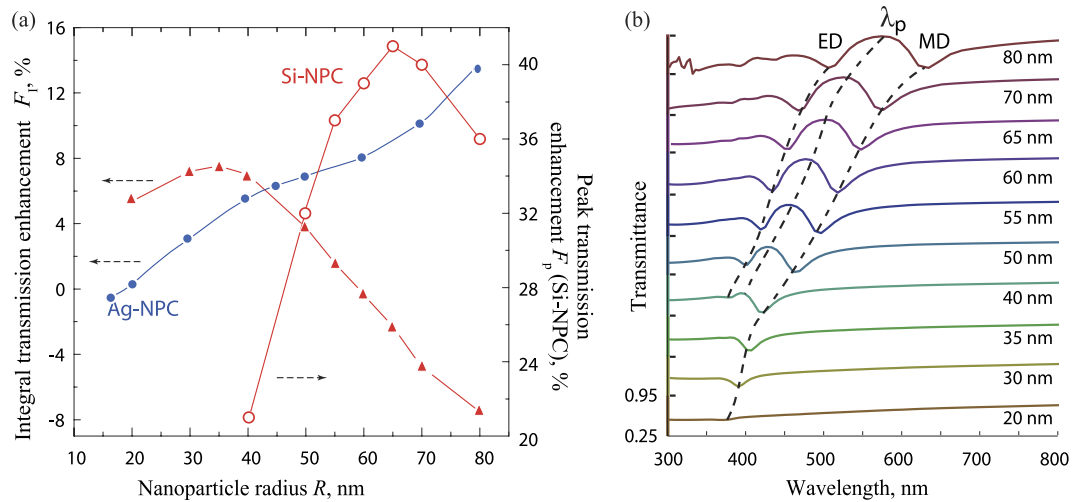 (a)
16
12
8
4
0
-4
-8
Integral transmission enhancement F_I, %
Si-NPC
Ag-NPC
40
36
32
28
24
20
Peak transmission
enhancement F_p (Si-NPC), %
10 20 30 40 50 60 70 80 90
Nanoparticle radius R, nm
(b)
λ_p
ED
MD
80 nm
70 nm
65 nm
60 nm
55 nm
50 nm
40 nm
35 nm
30 nm
20 nm
Transmittance
0.95
0.25
300 400 500 600 700 800
Wavelength, nm